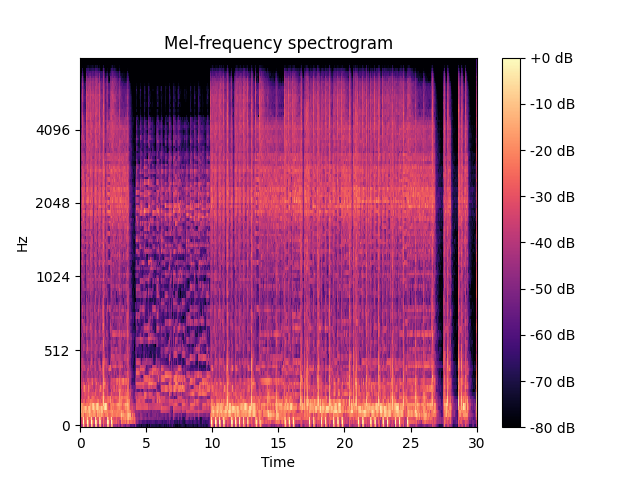 Mel-frequency spectrogram
Hz
4096
2048
1024
512
0
0 5 10 15 20 25 30
Time
+0 dB
-10 dB
-20 dB
-30 dB
-40 dB
-50 dB
-60 dB
-70 dB
-80 dB